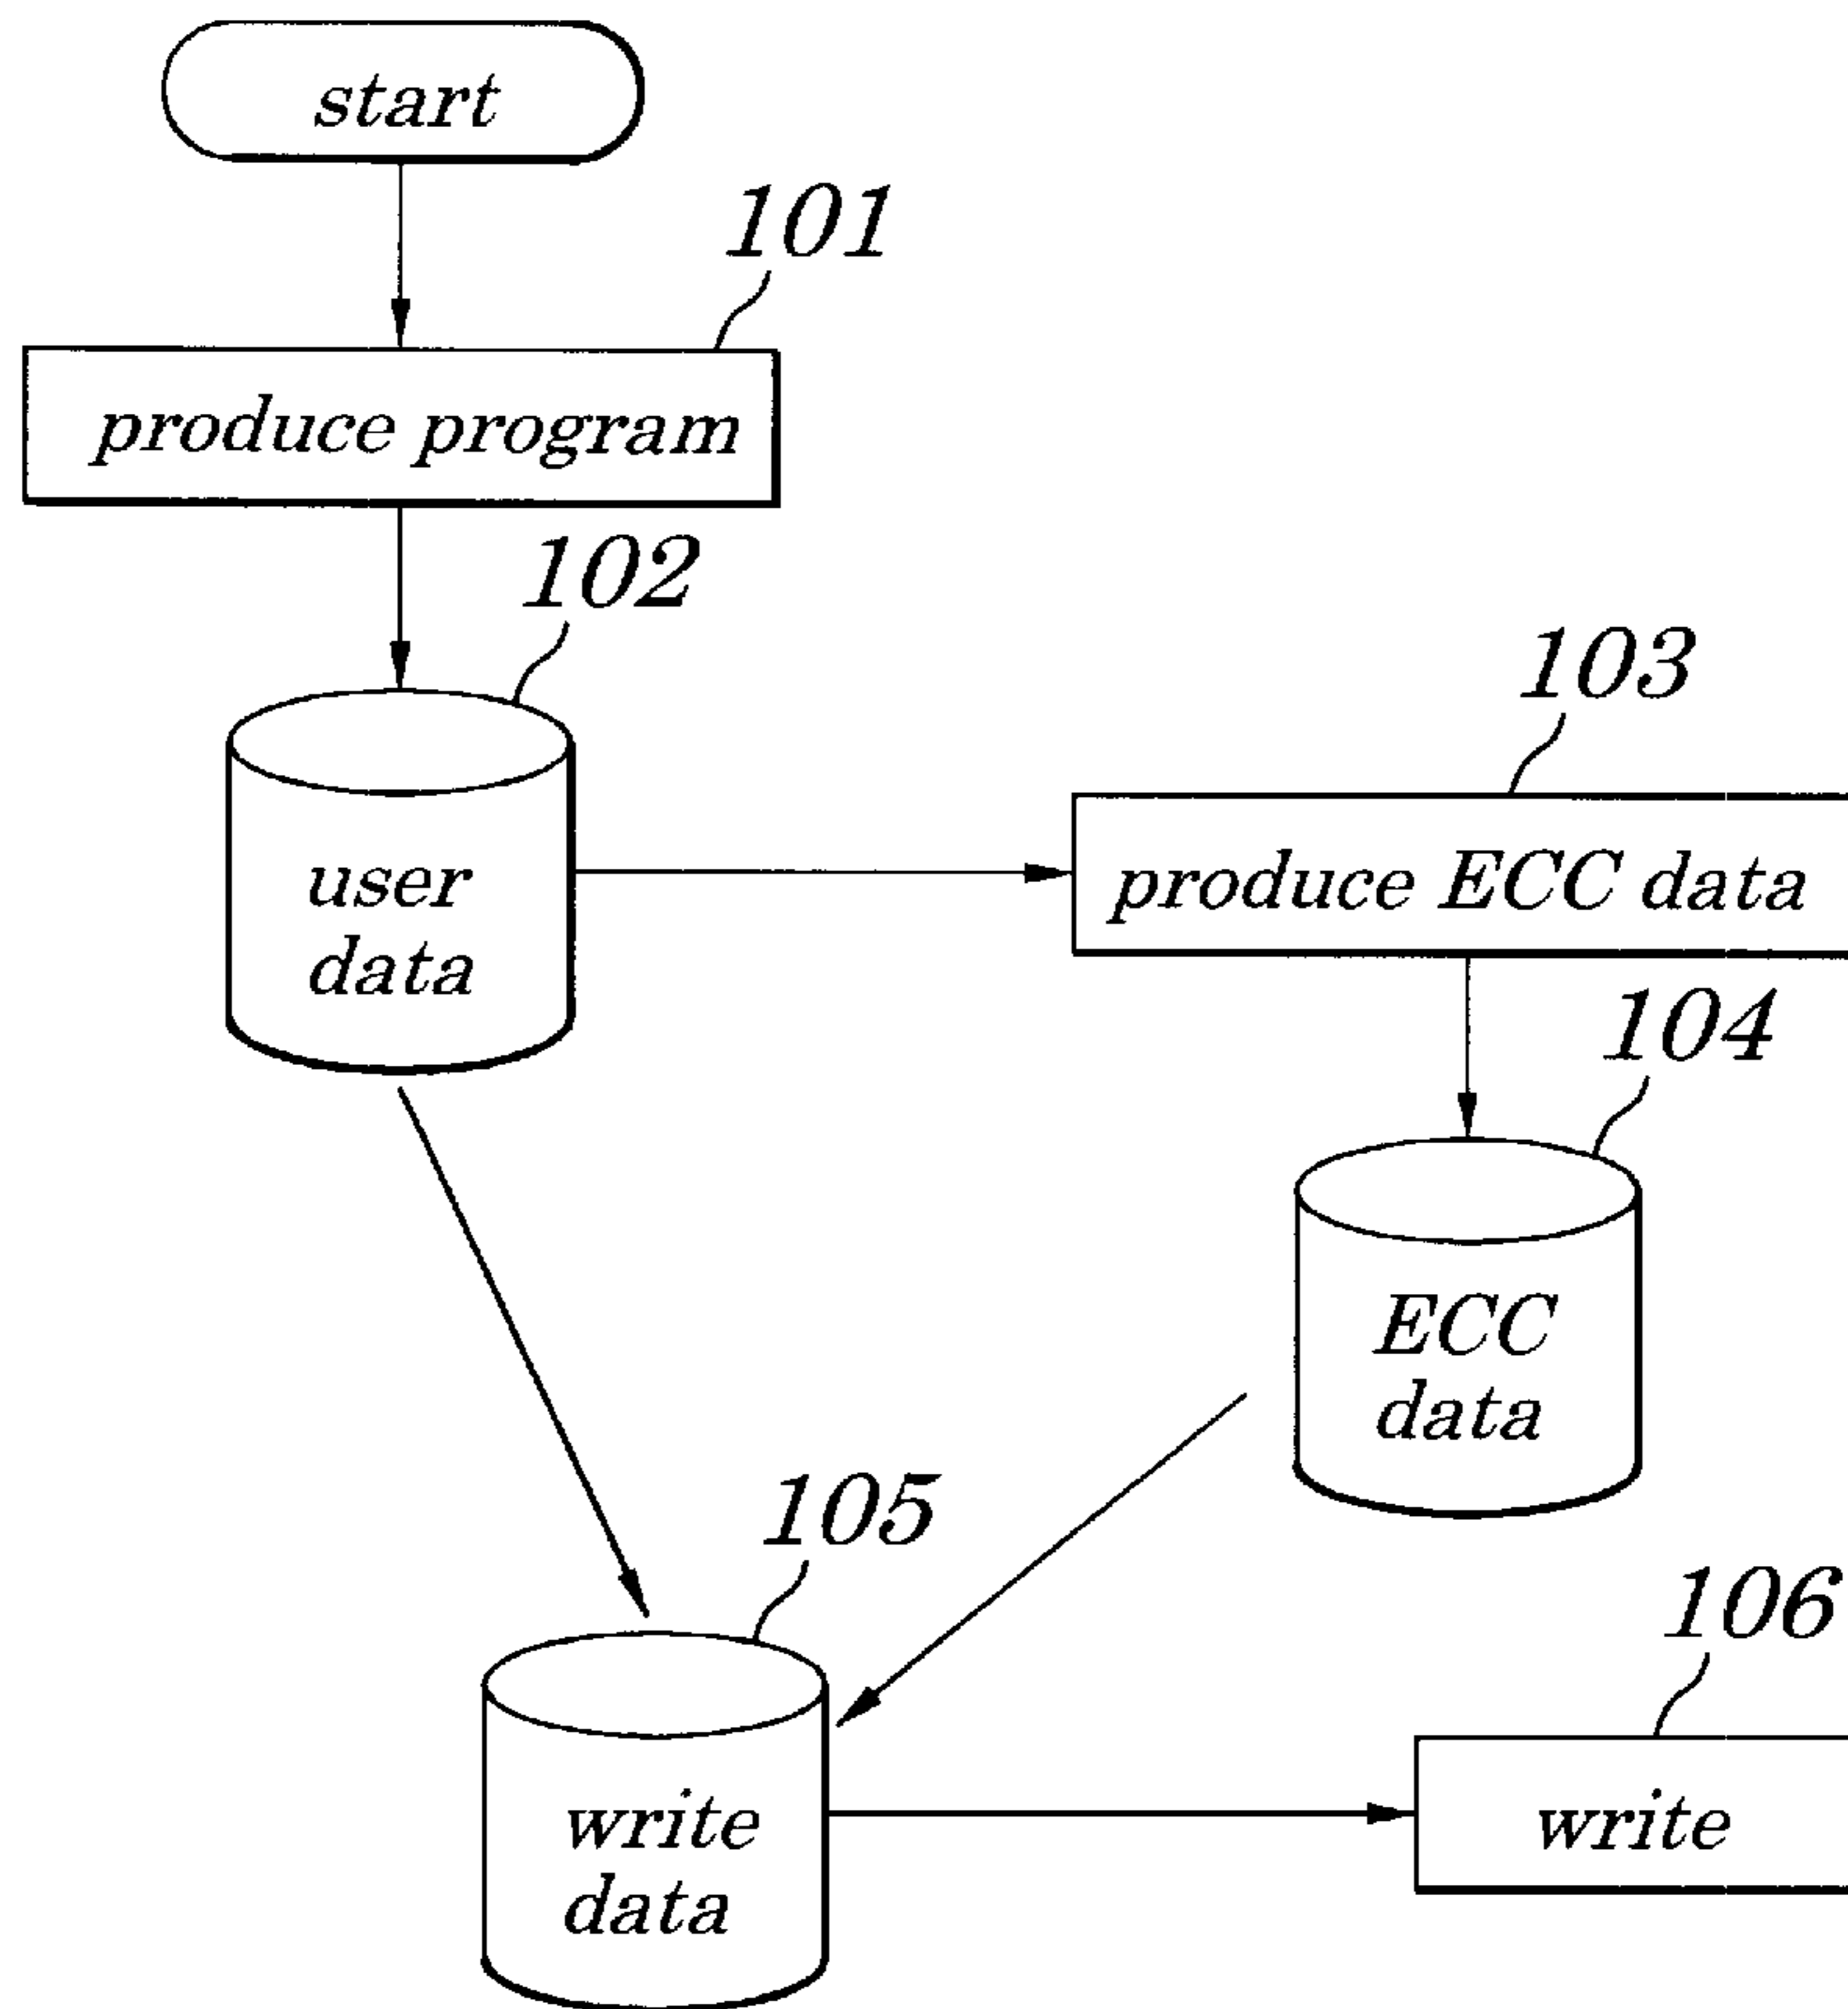 start
101
produce program
102
103
user
data
produce ECC data
104
ECC
data
105
106
write
data
write